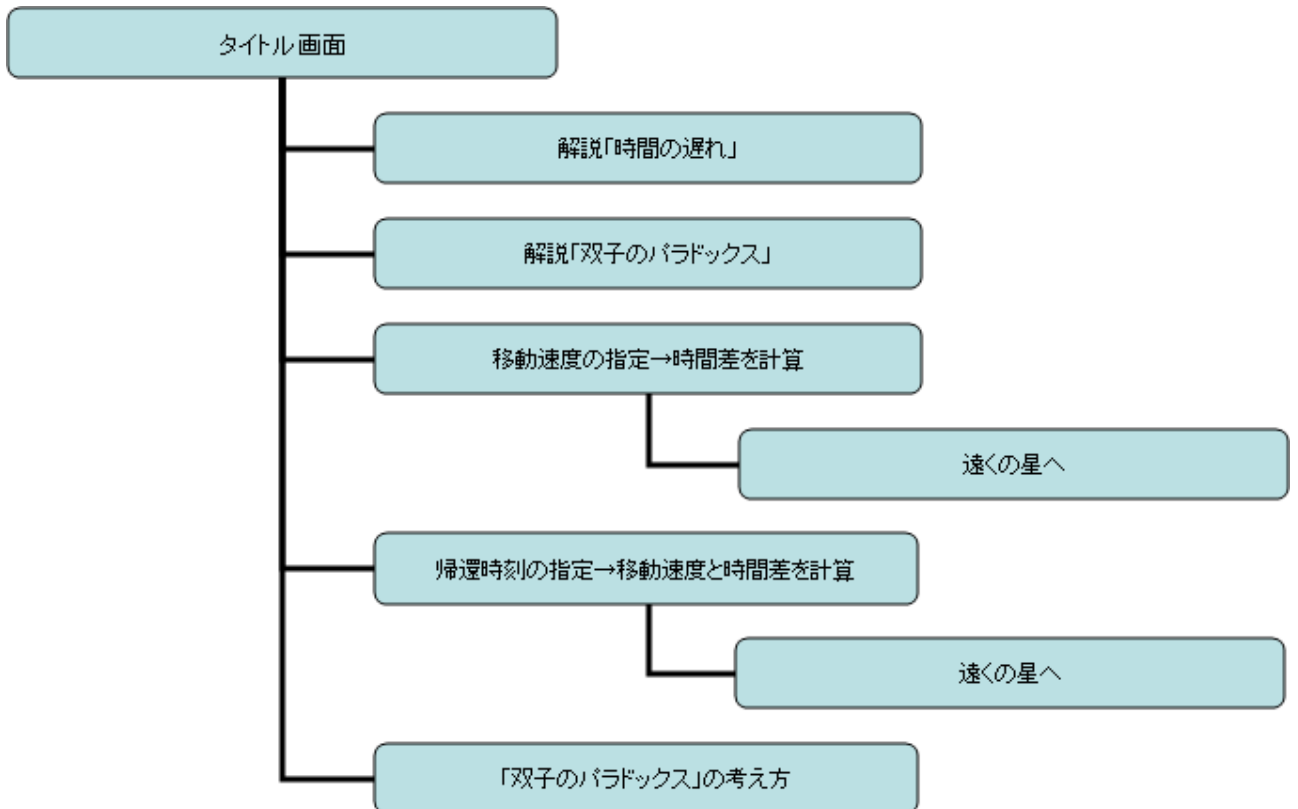 タイトル画面
解説「時間の遅れ」
解説「双子のパラドックス」
移動速度の指定→時間差を計算
遠くの星へ
帰還時刻の指定→移動速度と時間差を計算
遠くの星へ
「双子のパラドックス」の考え方